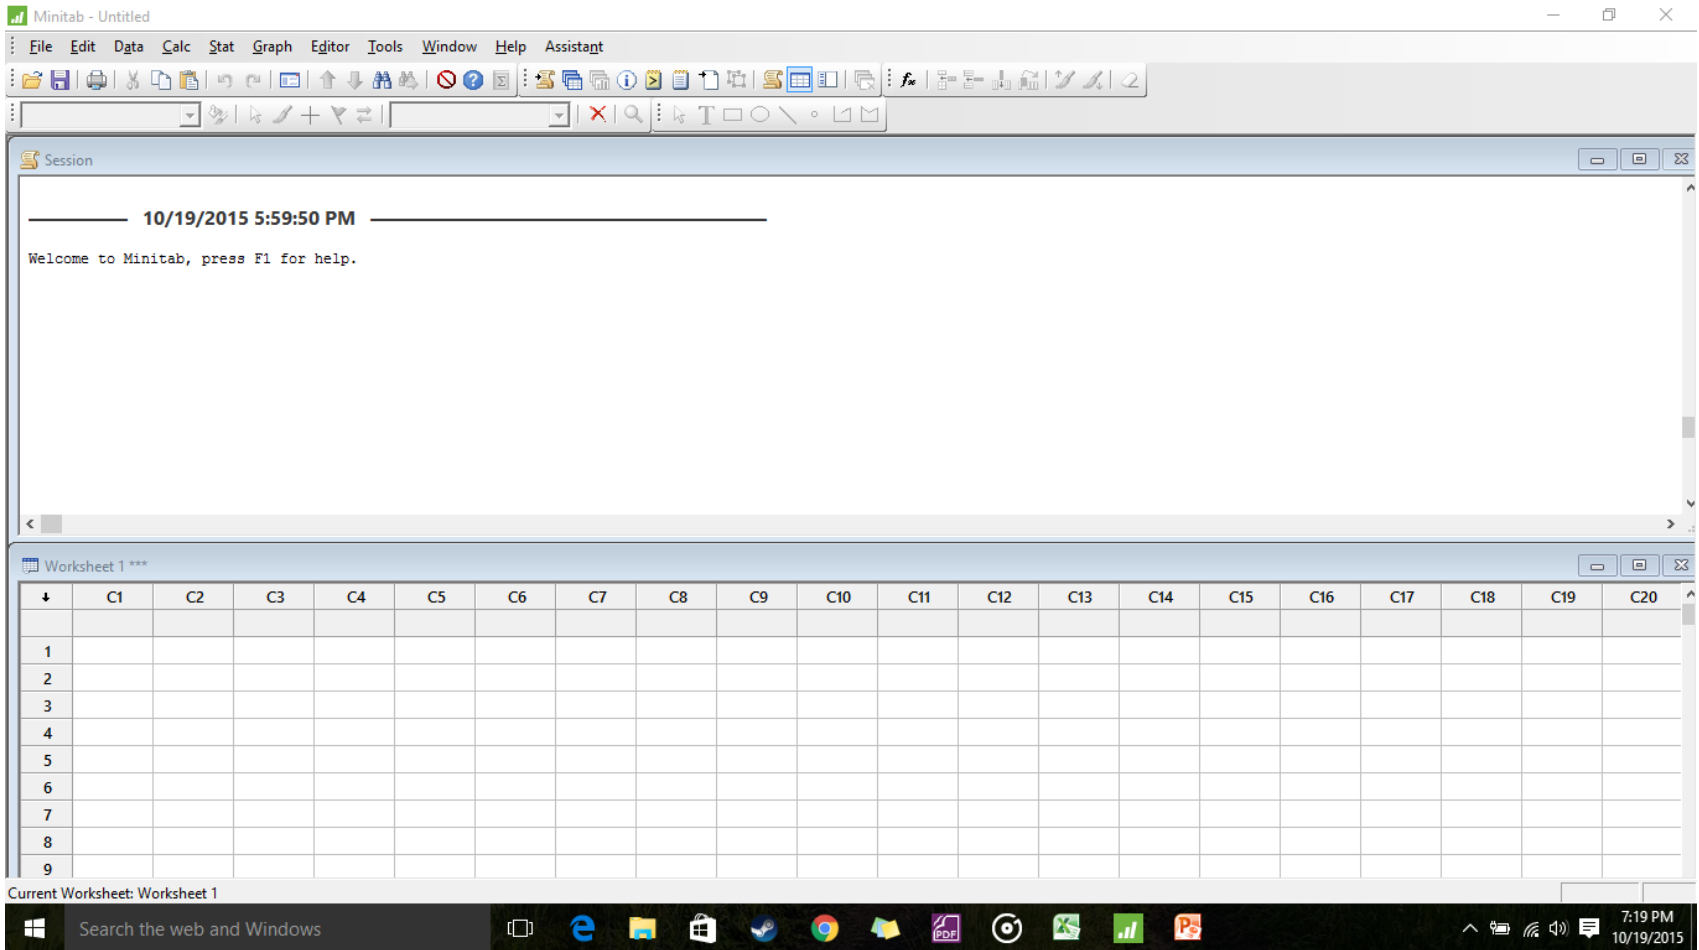 Minitab - Untitled
File Edit Data Calc Stat Graph Editor Tools Window Help Assistant
Session
10/19/2015 5:59:50 PM
Welcome to Minitab, press F1 for help.
Worksheet 1 ***
C1 C2 C3 C4 C5 C6 C7 C8 C9 C10 C11 C12 C13 C14 C15 C16 C17 C18 C19 C20
1
2
3
4
5
6
7
8
9
Current Worksheet: Worksheet 1
Search the web and Windows
PDF
7:19 PM
10/19/2015